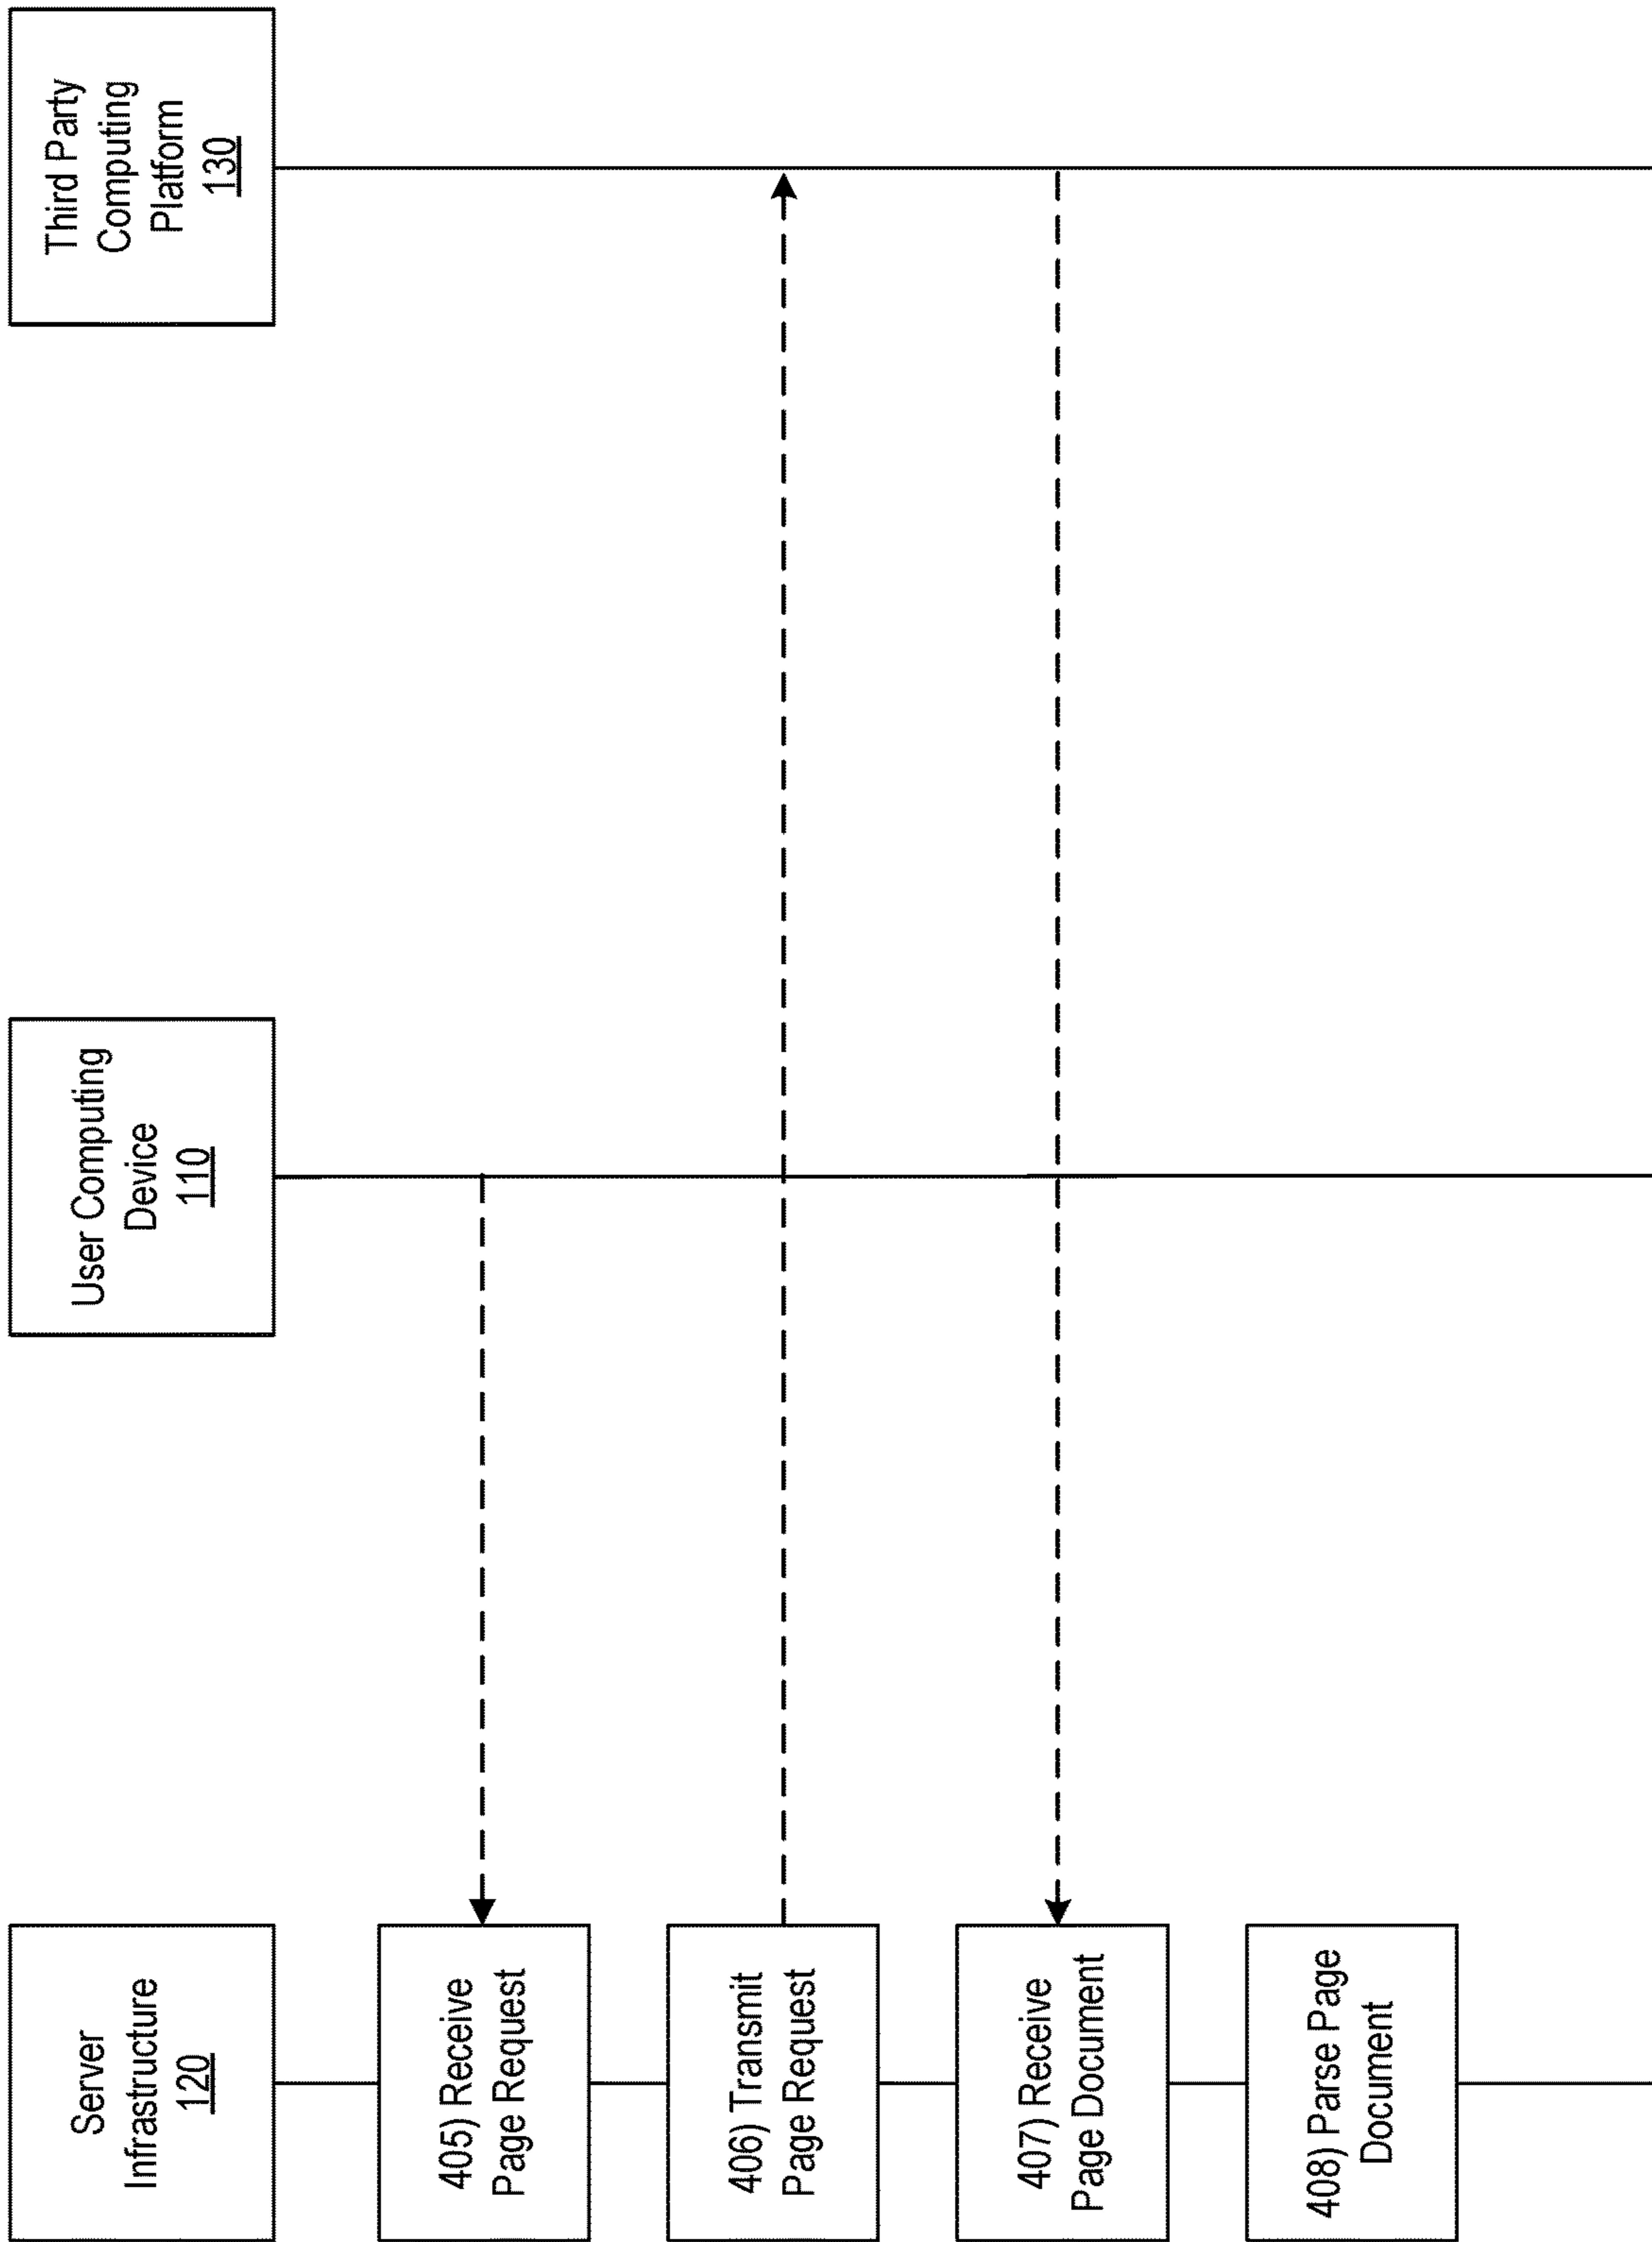 Server
Infrastructure
120
User Computing
Device
110
Third Party
Computing
Platform
130
405) Receive
Page Request
406) Transmit
Page Request
407) Receive
Page Document
408) Parse Page
Document